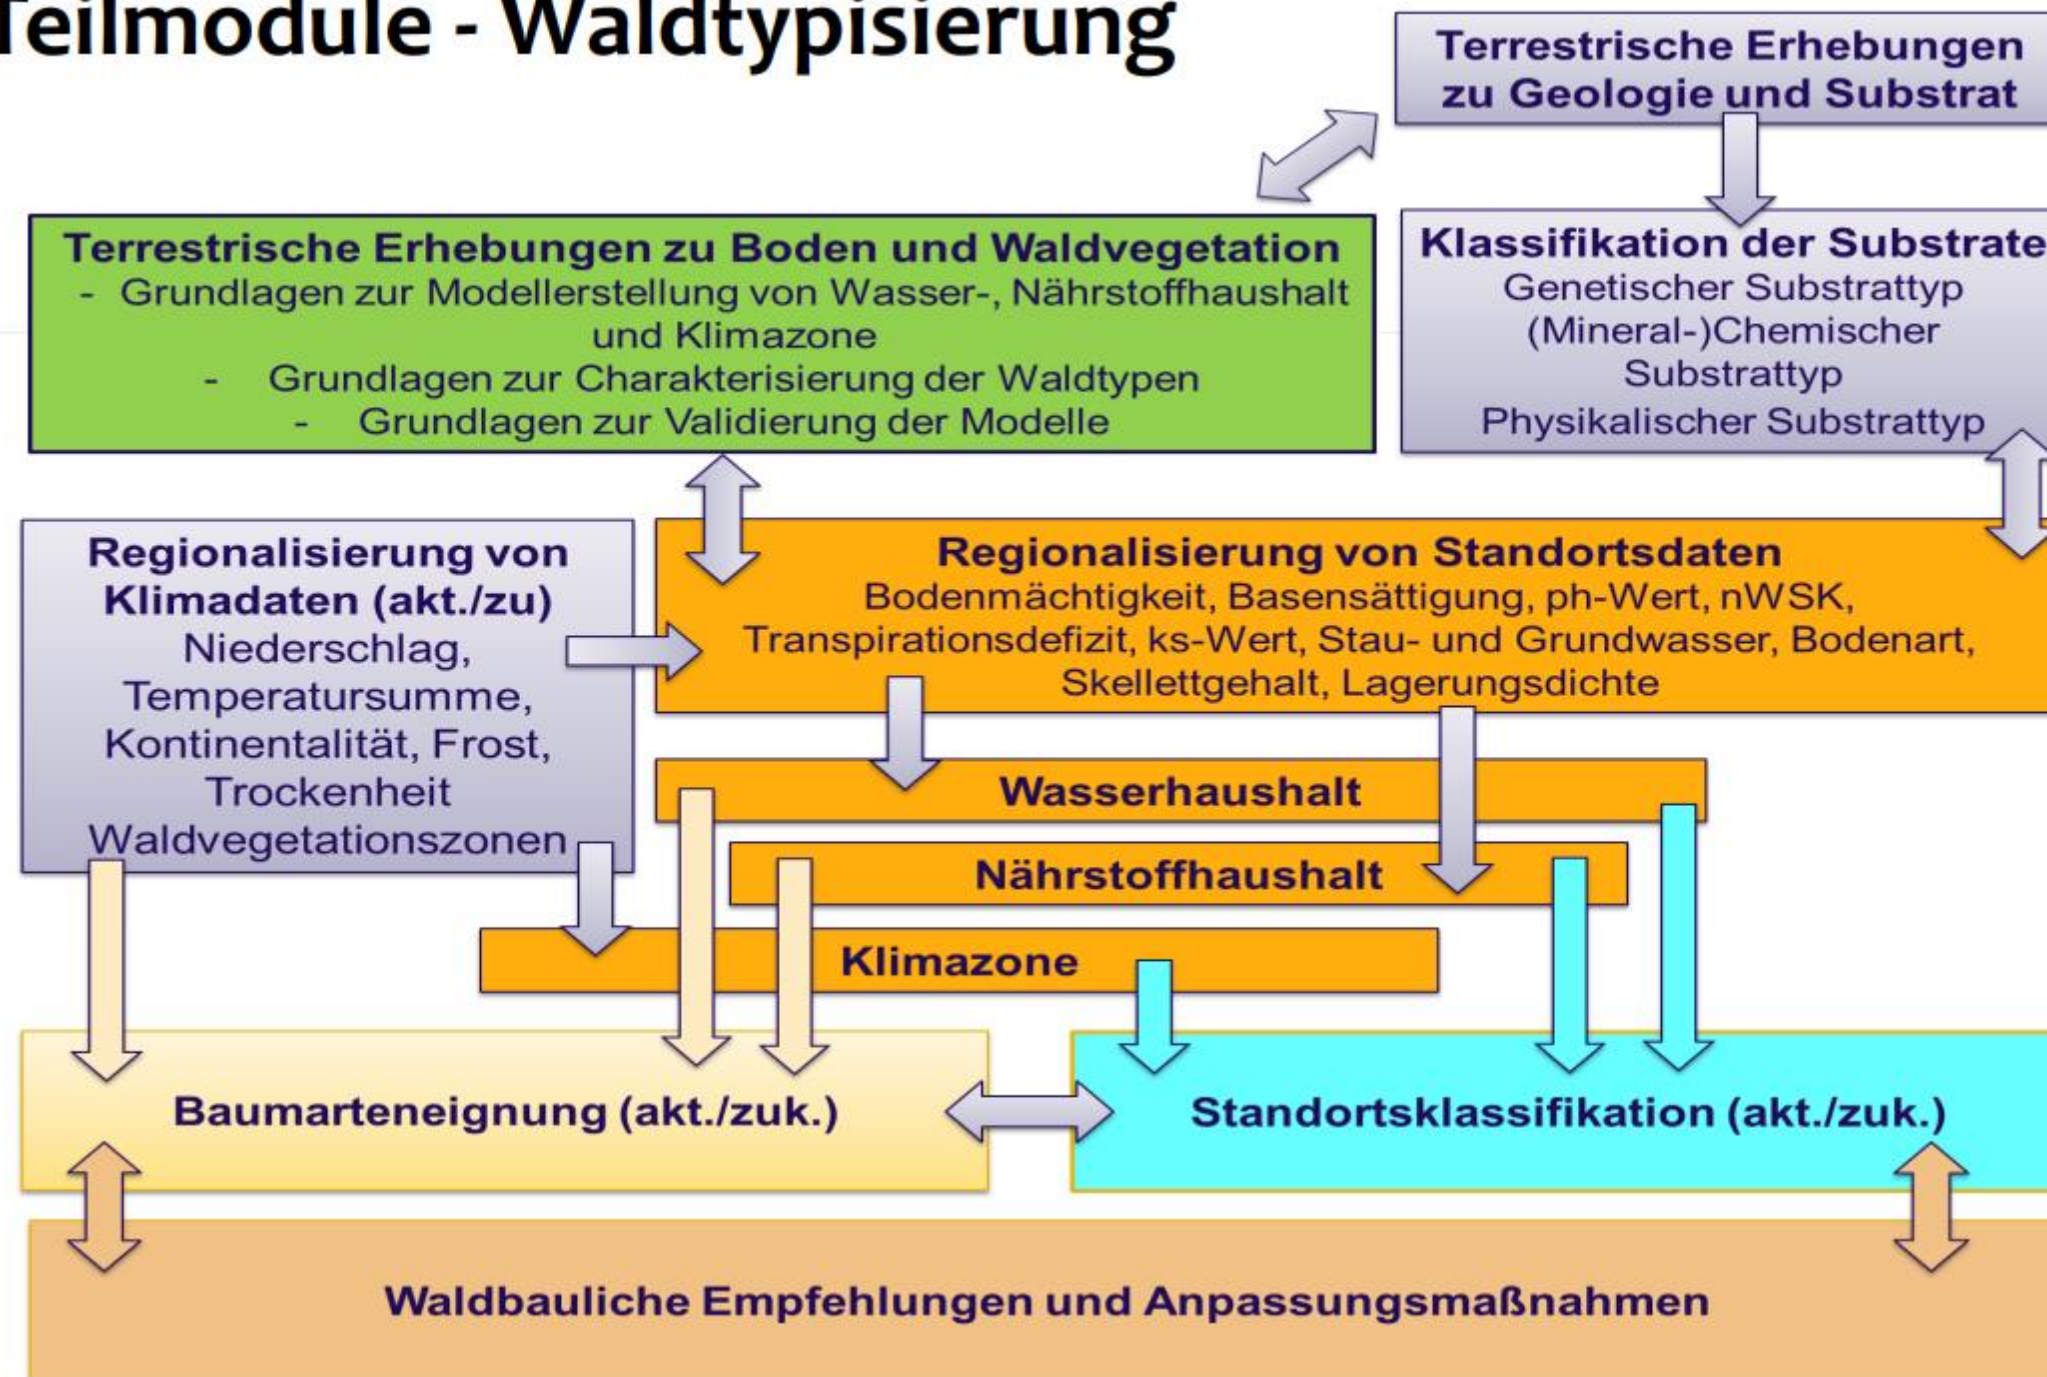 Teilmodule - Waldtypisierung
Terrestrische Erhebungen
zu Geologie und Substrat
Terrestrische Erhebungen zu Boden und Waldvegetation
- Grundlagen zur Modellerstellung von Wasser-, Nährstoffhaushalt
und Klimazone
- Grundlagen zur Charakterisierung der Waldtypen
- Grundlagen zur Validierung der Modelle
Klassifikation der Substrate
Genetischer Substrattyp
(Mineral-)Chemischer
Substrattyp
Physikalischer Substrattyp
Regionalisierung von
Klimadaten (akt./zu)
Niederschlag,
Temperatursumme,
Kontinentalität, Frost,
Trockenheit
Waldvegetationszonen
Regionalisierung von Standortsdaten
Bodenmächtigkeit, Basensättigung, ph-Wert, nWSK,
Transpirationsdefizit, ks-Wert, Stau- und Grundwasser, Bodenart,
Skellettgehalt, Lagerungsdichte
Wasserhaushalt
Nährstoffhaushalt
Klimazone
Baumarteneignung (akt./zuk.)
Standortsklassifikation (akt./zuk.)
Waldbauliche Empfehlungen und Anpassungsmaßnahmen